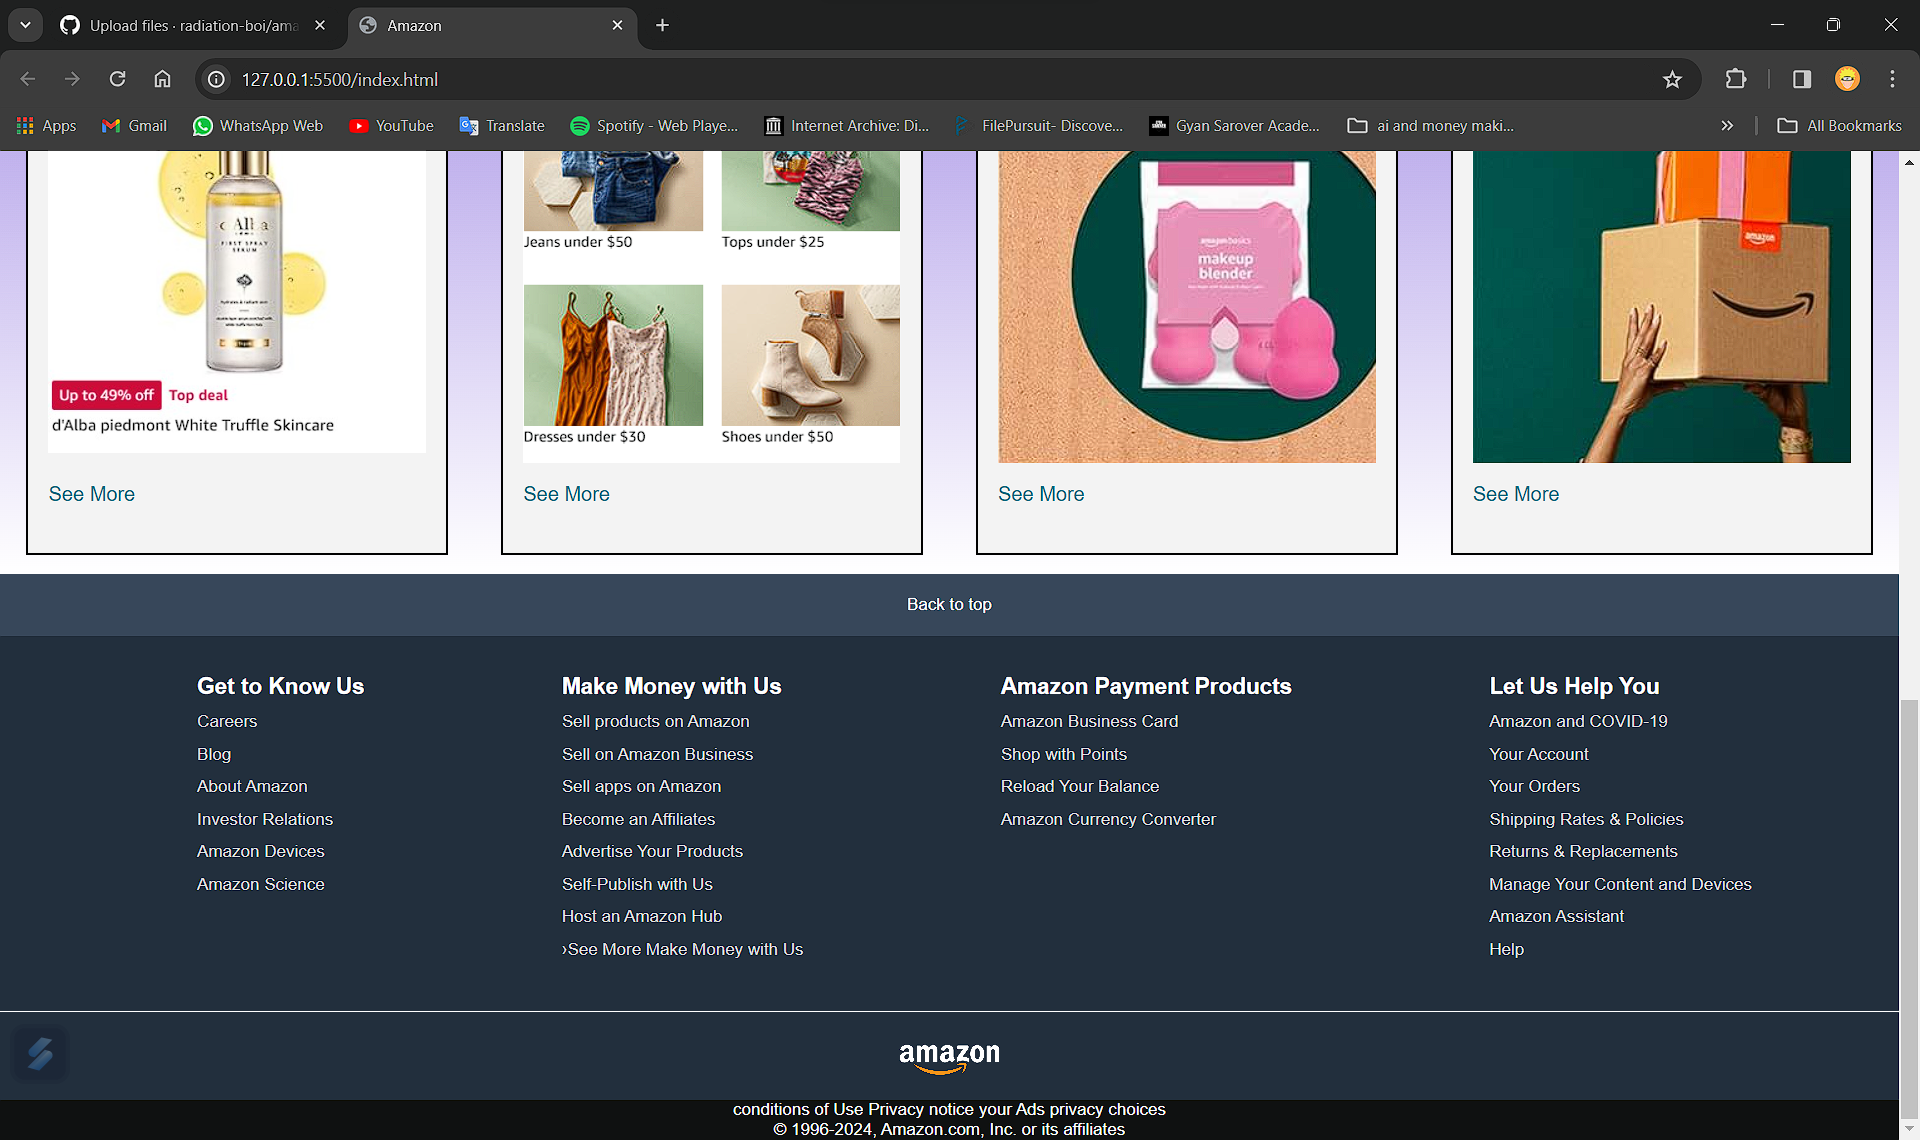 Upload files · radiation-boi/ama
Amazon
127.0.0.1:5500/index.html
Apps
Gmail
WhatsApp Web
YouTube
Translate
Spotify - Web Playe...
Internet Archive: Di...
FilePursuit- Discove...
Gyan Sarover Acade...
ai and money maki...
All Bookmarks
d'Alba
FIRST SPRAY
SERUM
Up to 49% off
Top deal
d'Alba piedmont White Truffle Skincare
See More
Jeans under $50
Tops under $25
Dresses under $30
Shoes under $50
See More
amazon basics
makeup
blender
See More
amazon
See More
Back to top
Get to Know Us
Careers
Blog
About Amazon
Investor Relations
Amazon Devices
Amazon Science
Make Money with Us
Sell products on Amazon
Sell on Amazon Business
Sell apps on Amazon
Become an Affiliates
Advertise Your Products
Self-Publish with Us
Host an Amazon Hub
›See More Make Money with Us
Amazon Payment Products
Amazon Business Card
Shop with Points
Reload Your Balance
Amazon Currency Converter
Let Us Help You
Amazon and COVID-19
Your Account
Your Orders
Shipping Rates & Policies
Returns & Replacements
Manage Your Content and Devices
Amazon Assistant
Help
amazon
conditions of Use Privacy notice your Ads privacy choices
© 1996-2024, Amazon.com, Inc. or its affiliates